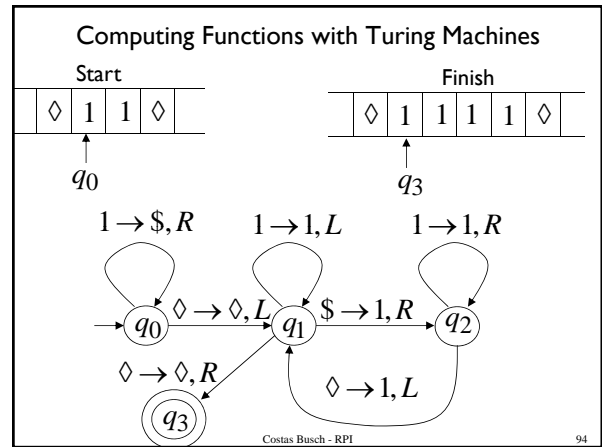 Computing Functions with Turing Machines
Start
Finish
◊ 1 1 ◊
◊ 1 1 1 1 ◊
q0
q3
1 → $, R
1 → 1, L
1 → 1, R
q0
◊ → ◊, L
q1
$ → 1, R
q2
◊ → ◊, R
◊ → 1, L
q3
Costas Busch - RPI
94